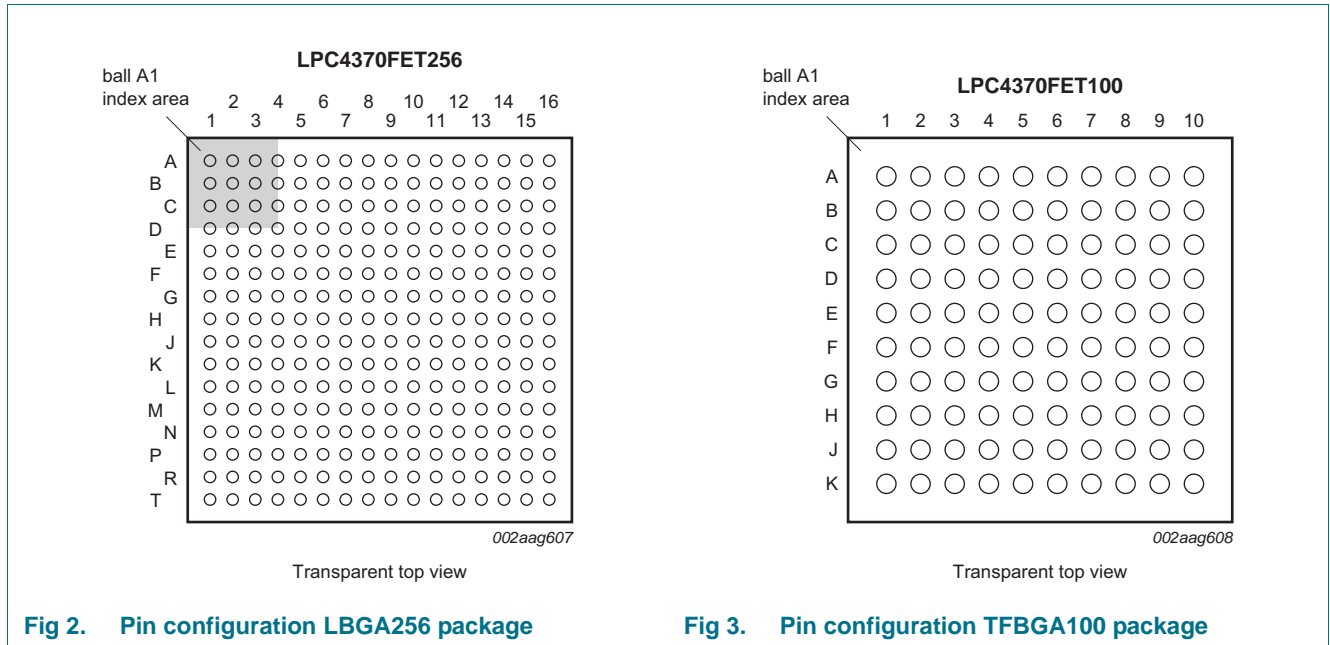 LPC4370FET256
ball A1
index area
2 4 6 8 10 12 14 16
1 3 5 7 9 11 13 15
A
B
C
D
E
F
G
H
J
K
L
M
N
P
R
T
002aag607
Transparent top view
Fig 2. Pin configuration LBGA256 package
LPC4370FET100
ball A1
index area
1 2 3 4 5 6 7 8 9 10
A
B
C
D
E
F
G
H
J
K
002aag608
Transparent top view
Fig 3. Pin configuration TFBGA100 package